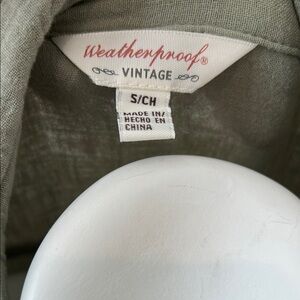 Weatherproof®
VINTAGE
S/CH
MADE IN/
HECHO EN
CHINA